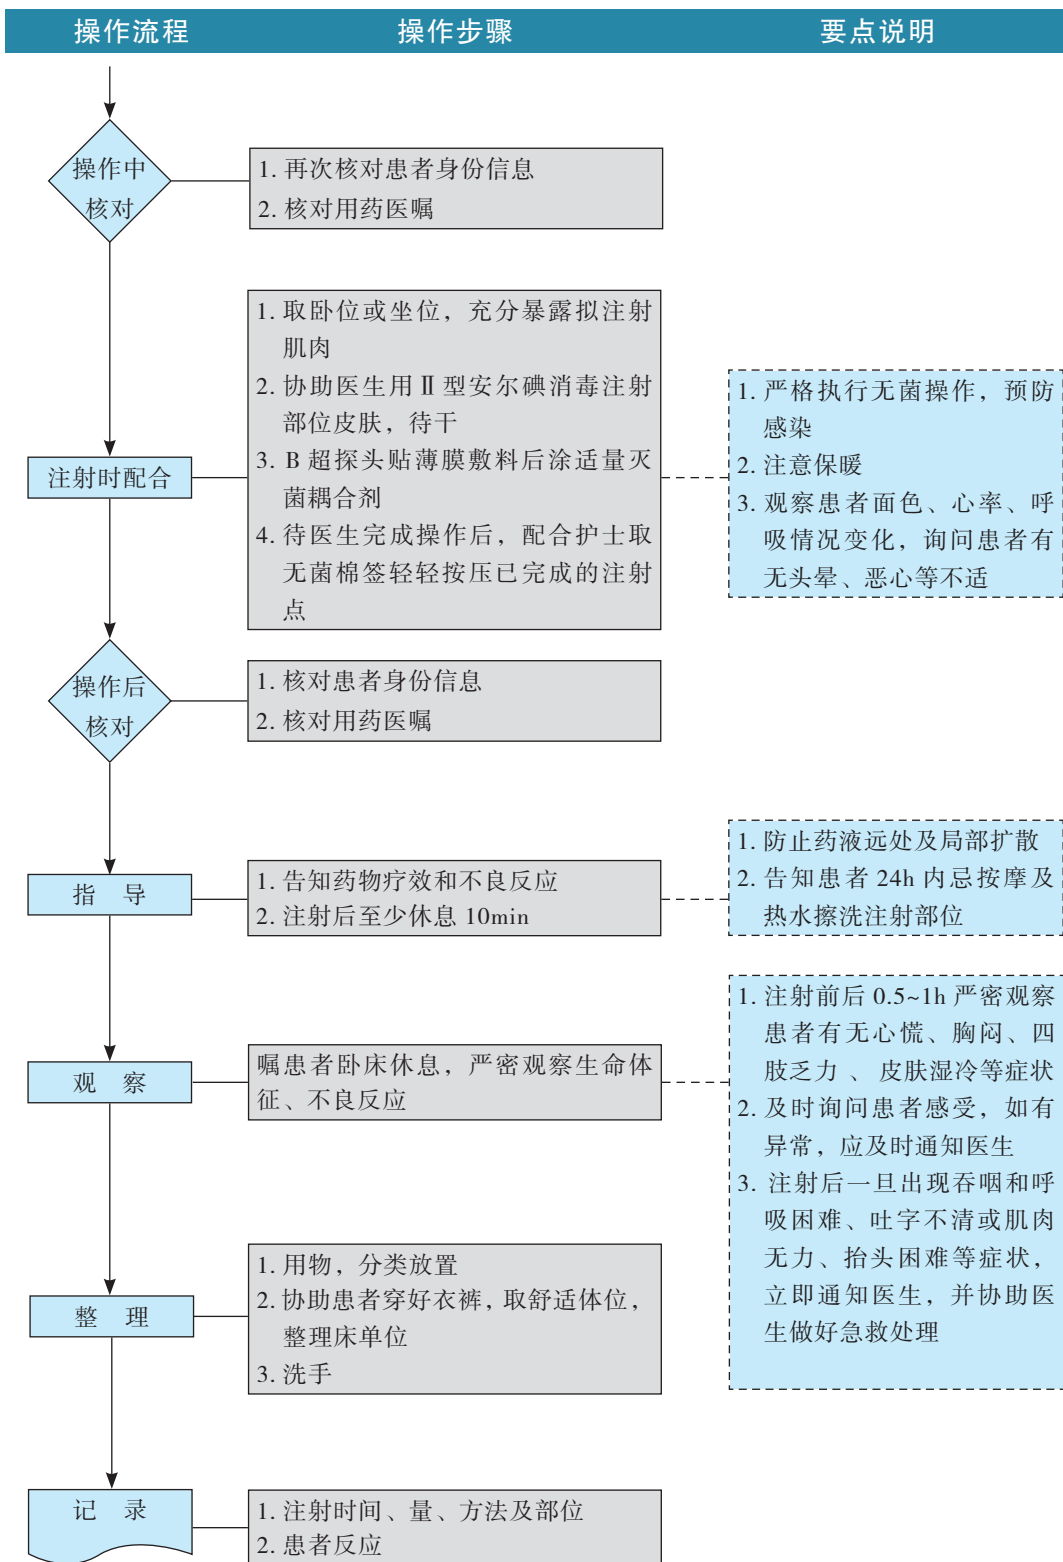 操作流程 操作步骤 要点说明
操作中
核对
1. 再次核对患者身份信息
2. 核对用药医嘱
注射时配合
1. 取卧位或坐位，充分暴露拟注射
肌肉
2. 协助医生用Ⅱ型安尔碘消毒注射
部位皮肤，待干
3. B 超探头贴薄膜敷料后涂适量灭
菌耦合剂
4. 待医生完成操作后，配合护士取
无菌棉签轻轻按压已完成的注射
点
1. 严格执行无菌操作，预防
感染
2. 注意保暖
3. 观察患者面色、心率、呼
吸情况变化，询问患者有
无头晕、恶心等不适
操作后
核对
1. 核对患者身份信息
2. 核对用药医嘱
指 导
1. 告知药物疗效和不良反应
2. 注射后至少休息 10min
1. 防止药液远处及局部扩散
2. 告知患者 24h 内忌按摩及
热水擦洗注射部位
观 察
嘱患者卧床休息，严密观察生命体
征、不良反应
1. 注射前后 0.5~1h 严密观察
患者有无心慌、胸闷、四
肢乏力 、 皮肤湿冷等症状
2. 及时询问患者感受，如有
异常，应及时通知医生
3. 注射后一旦出现吞咽和呼
吸困难、吐字不清或肌肉
无力、抬头困难等症状，
立即通知医生，并协助医
生做好急救处理
整 理
1. 用物，分类放置
2. 协助患者穿好衣裤，取舒适体位，
整理床单位
3. 洗手
记 录
1. 注射时间、量、方法及部位
2. 患者反应